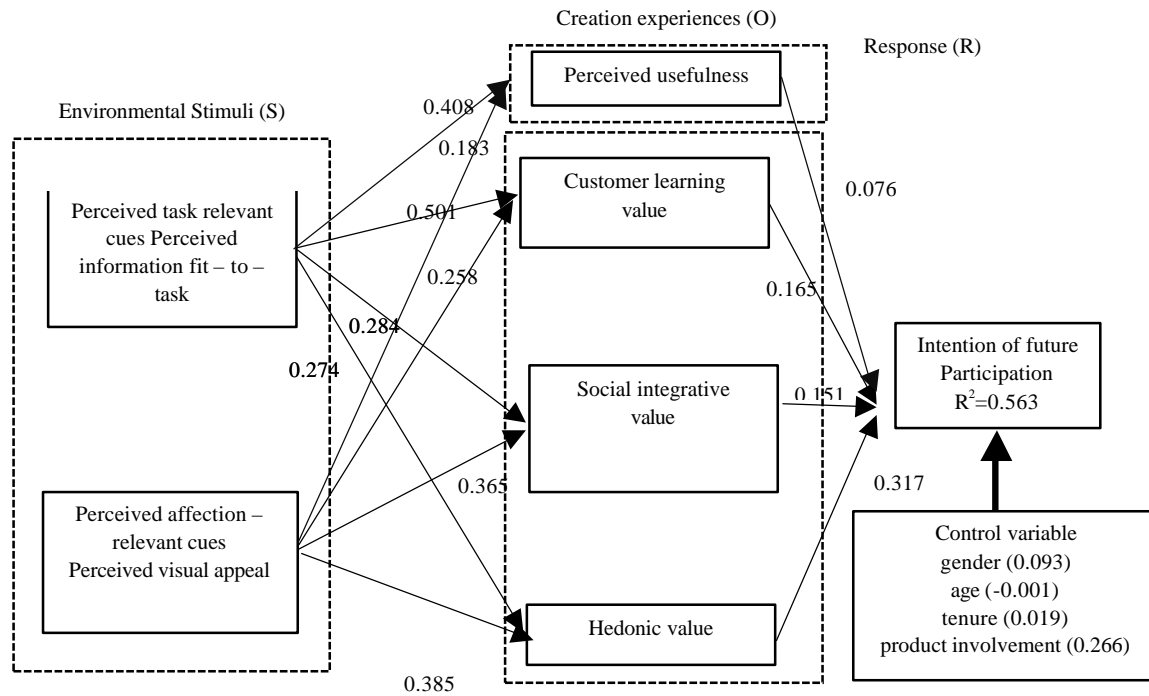 Creation experiences (O)
Response (R)
Perceived usefulness
Environmental Stimuli (S)
0.408
0.183
Customer learning
value
0.076
Perceived task relevant
cues Perceived
information fit – to –
task
0.501
0.258
0.165
0.284
0.274
Intention of future
Participation
R²=0.563
Social integrative
value
0.151
0.365
0.317
Perceived affection –
relevant cues
Perceived visual appeal
Control variable
gender (0.093)
age (-0.001)
tenure (0.019)
product involvement (0.266)
Hedonic value
0.385